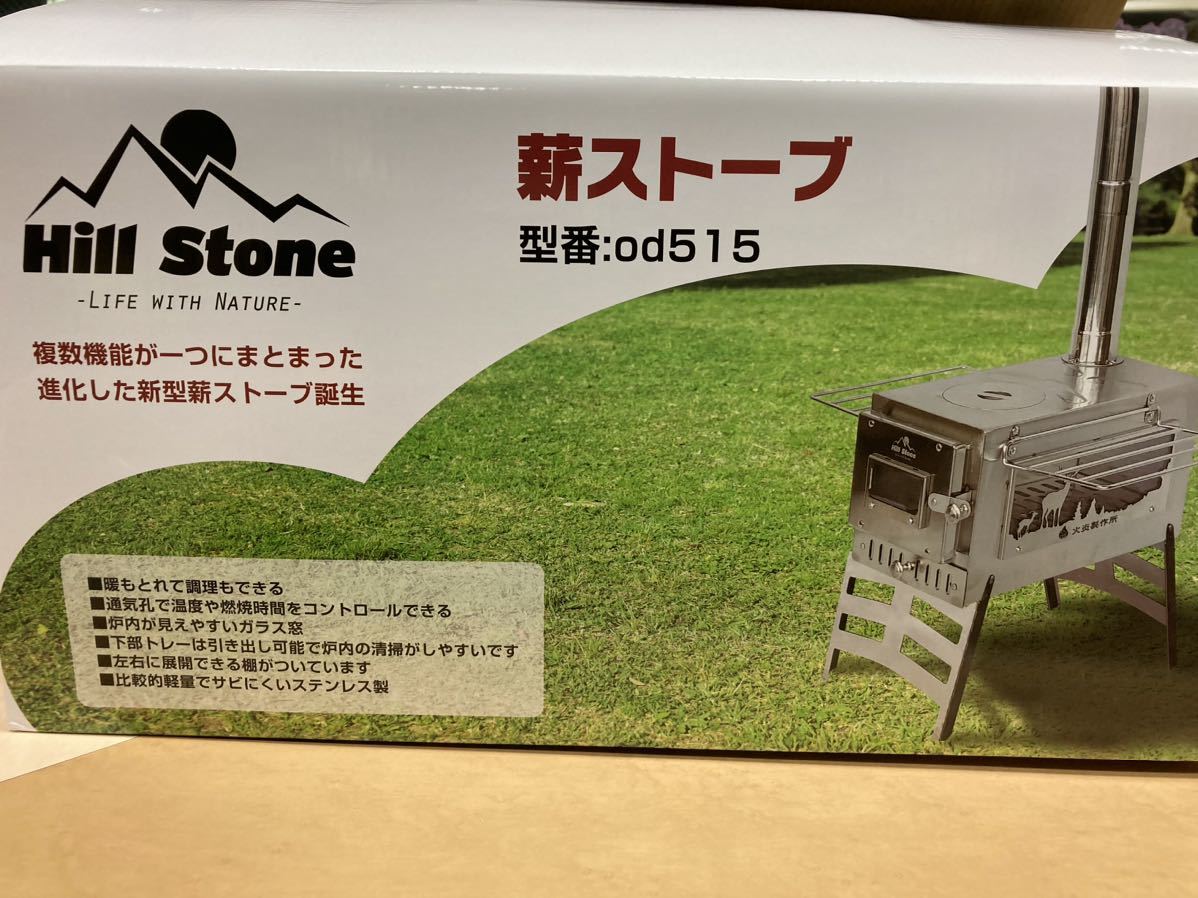 Hill Stone
-LIFE WITH NATURE-
複数機能が一つにまとまった
進化した新型薪ストーブ誕生
薪ストーブ
型番:od515
Hill Stone
火炎製作所
■暖もとれて調理もできる
■通気孔で温度や燃焼時間をコントロールできる
■炉内が見えやすいガラス窓
■下部トレーは引き出し可能で炉内の清掃がしやすいです
■左右に展開できる棚がついています
■比較的軽量でサビにくいステンレス製